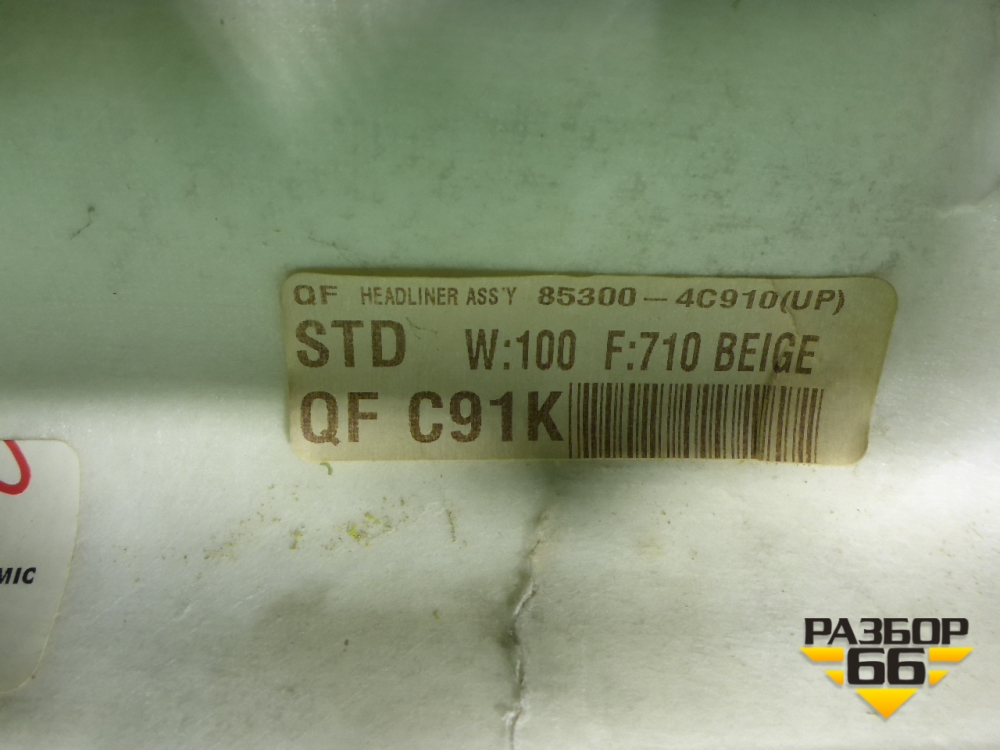 QF HEADLINER ASS'Y 85300-4C910(UP)
STD W:100 F:710 BEIGE
QF C91K
MIC
РАЗБОР
66